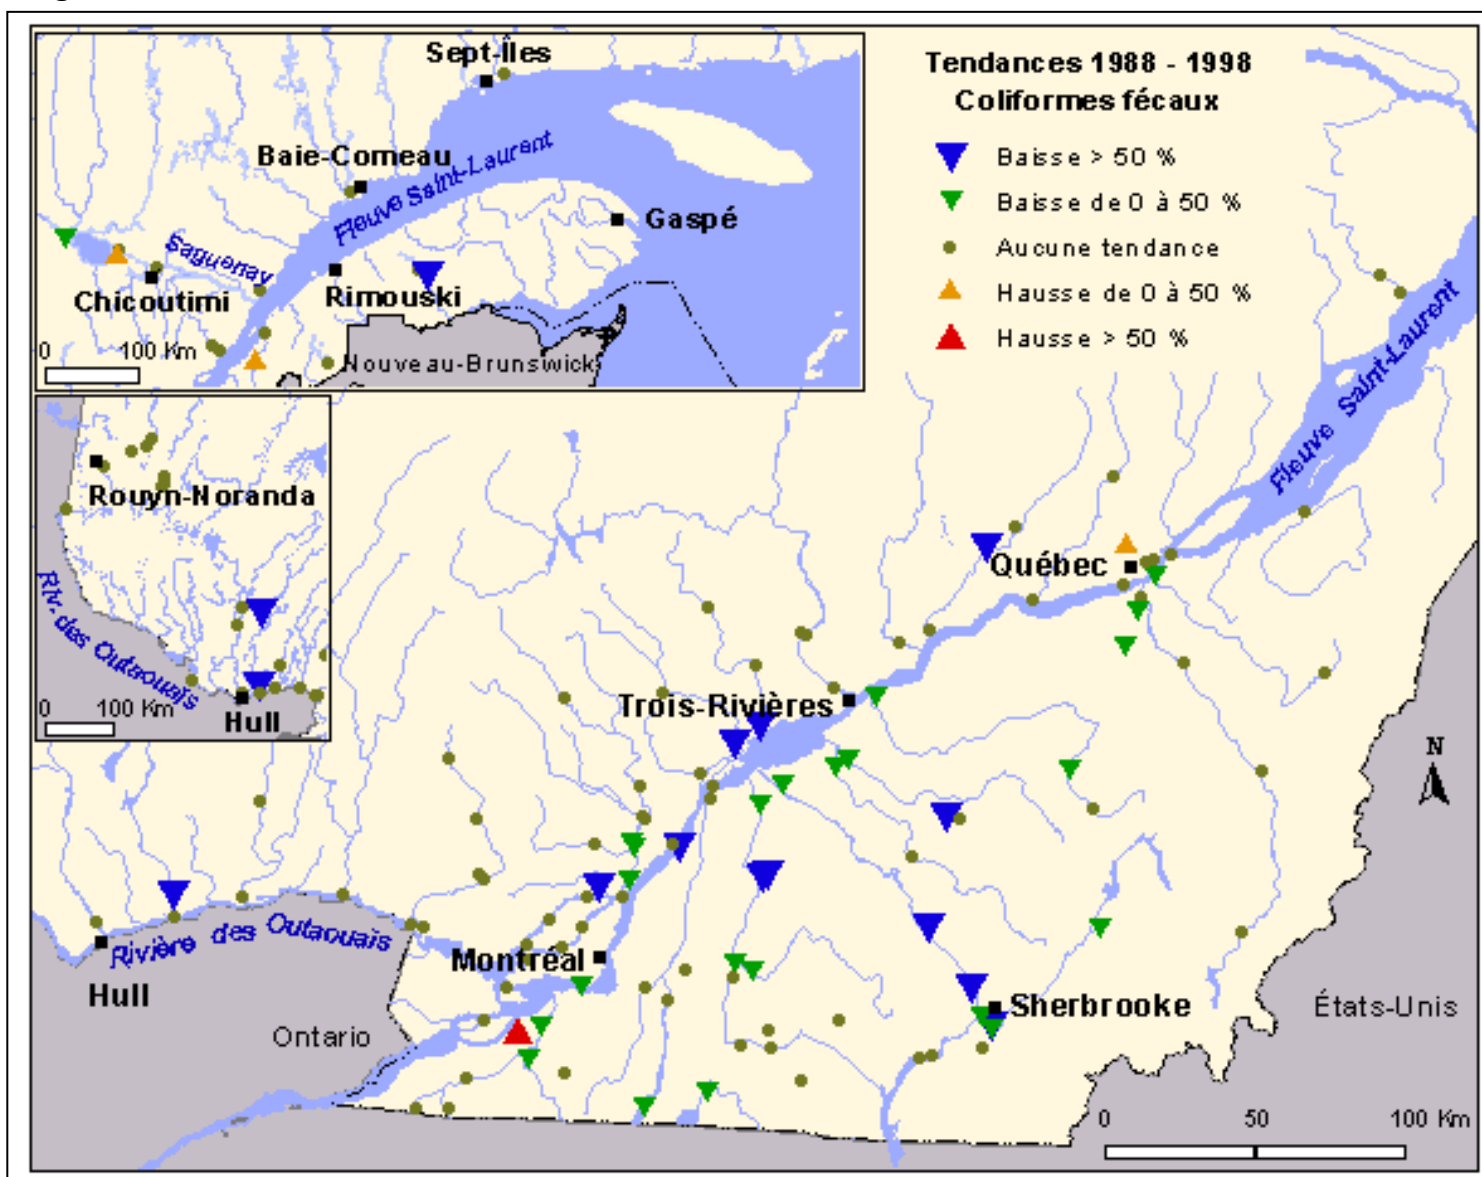 Sept-Îles
Baie-Comeau
Fleuve Saint-Laurent
Gaspé
Saguenay
Chicoutimi
Rimouski
0 100 Km
Nouveau-Brunswick
Tendances 1988 - 1998
Coliformes fécaux
Baisse > 50 %
Baisse de 0 à 50 %
Aucune tendance
Hausse de 0 à 50 %
Hausse > 50 %
Fleuve Saint-Laurent
Rouyn-Noranda
Riv. des Outaouais
0 100 Km
Hull
Québec
Trois-Rivières
N
Montréal
Rivière des Outaouais
Hull
Sherbrooke
États-Unis
Ontario
0 50 100 Km